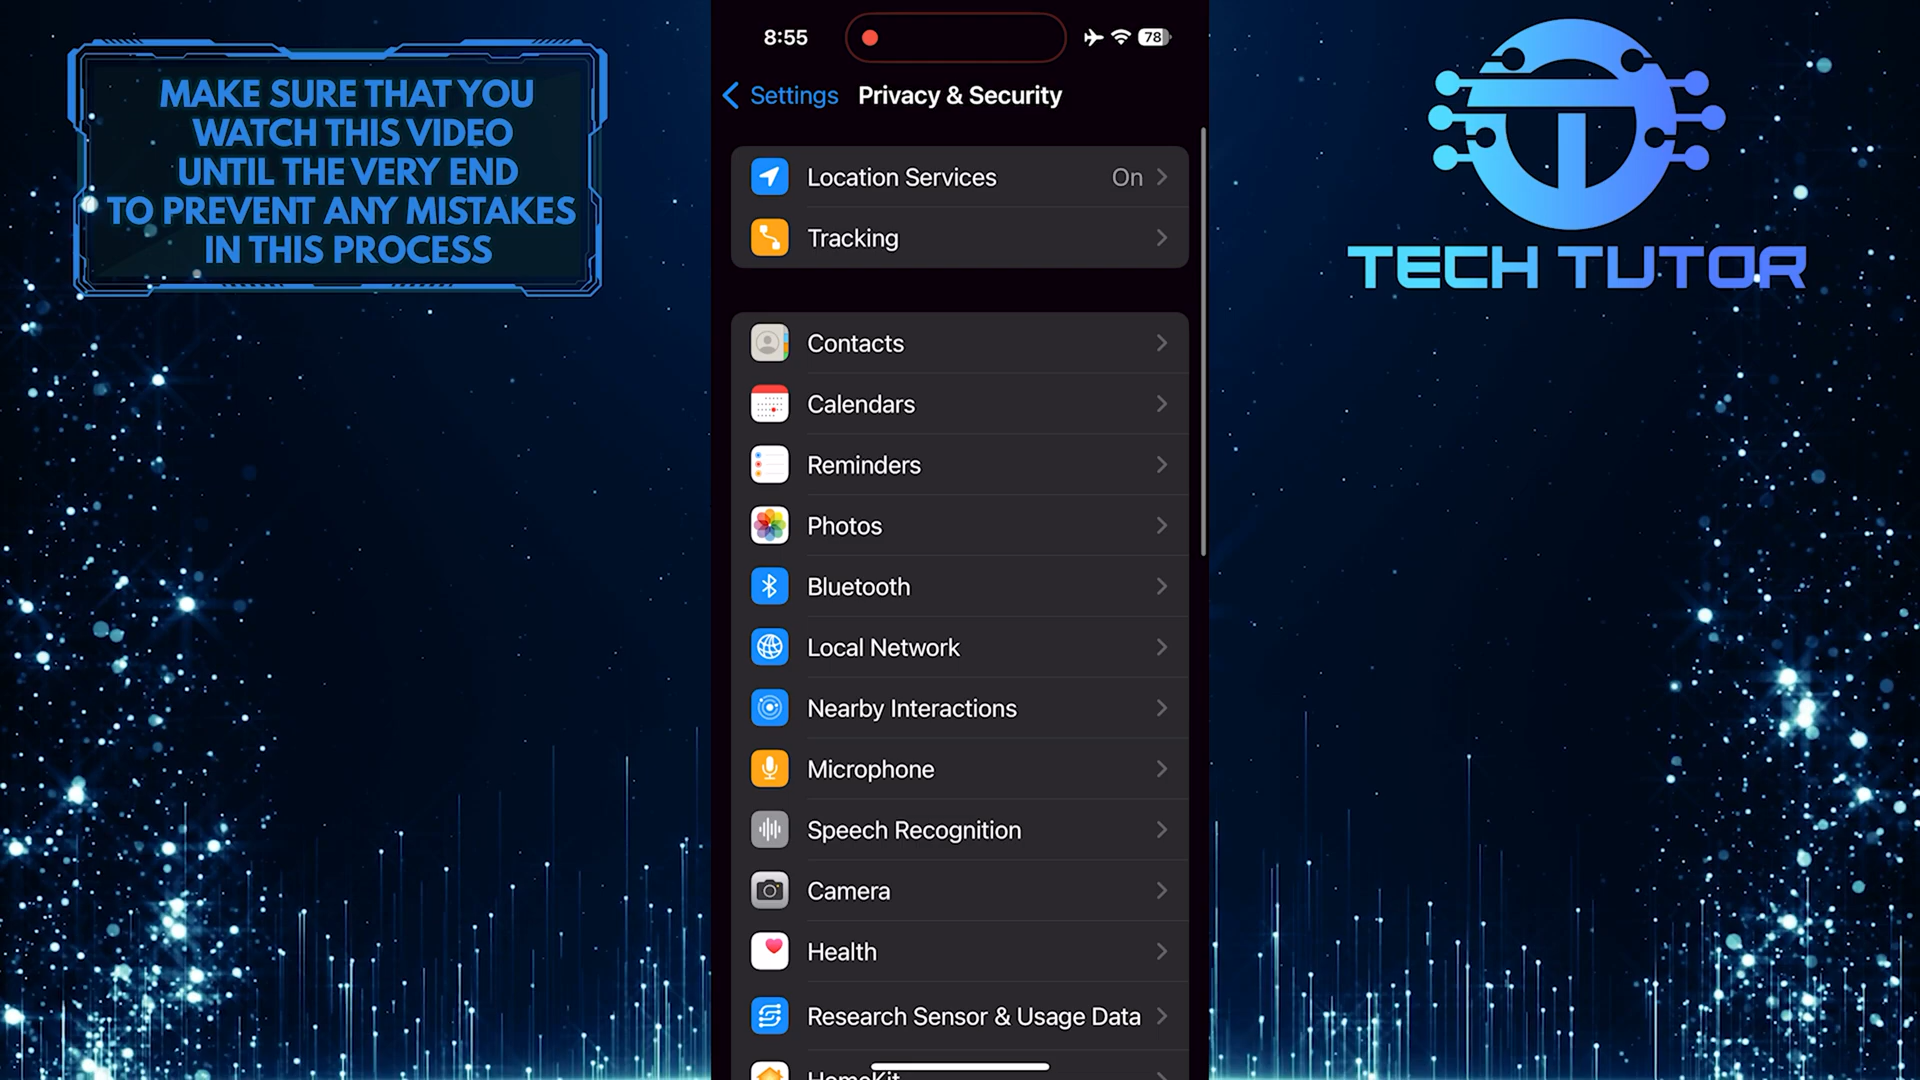 MAKE SURE THAT YOU
WATCH THIS VIDEO
UNTIL THE VERY END
TO PREVENT ANY MISTAKES
IN THIS PROCESS
8:55
78
Settings
Privacy & Security
Location Services
On
Tracking
Contacts
Calendars
Reminders
Photos
Bluetooth
Local Network
Nearby Interactions
Microphone
Speech Recognition
Camera
Health
Research Sensor & Usage Data
HomeKit
TECH TUTOR